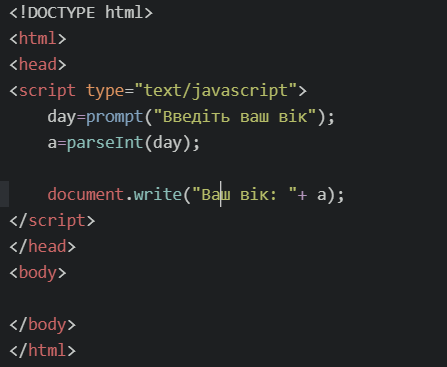 <!DOCTYPE html>
<html>
<head>
<script type="text/javascript">
    day=prompt("Введіть ваш вік");
    a=parseInt(day);
    document.write("Ваш вік: "+ a);
</script>
</head>
<body>
</body>
</html>